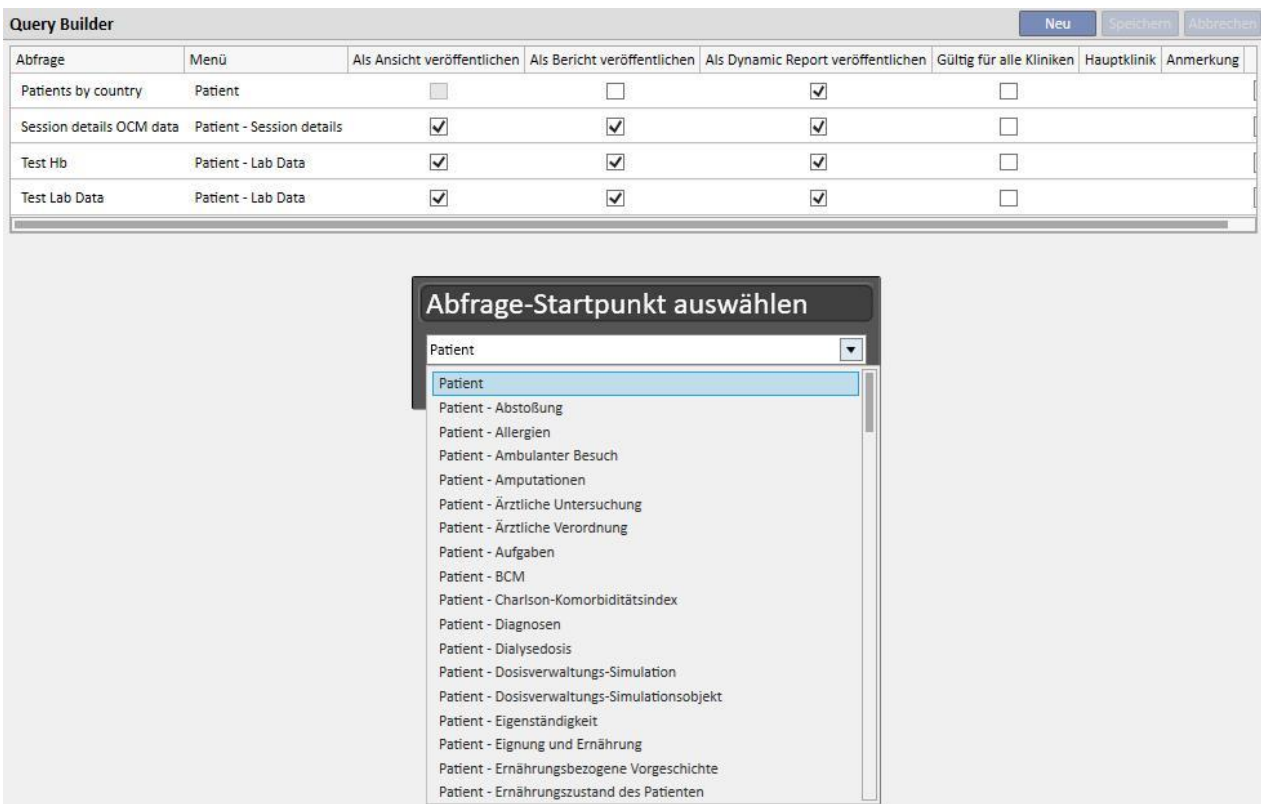 Query Builder Neu Speichern Abbrechen
Abfrage Menü Als Ansicht veröffentlichen Als Bericht veröffentlichen Als Dynamic Report veröffentlichen Gültig für alle Kliniken Hauptklinik Anmerkung
Patients by country Patient
Session details OCM data Patient - Session details
Test Hb Patient - Lab Data
Test Lab Data Patient - Lab Data
Abfrage-Startpunkt auswählen
Patient
Patient
Patient - Abstoßung
Patient - Allergien
Patient - Ambulanter Besuch
Patient - Amputationen
Patient - Ärztliche Untersuchung
Patient - Ärztliche Verordnung
Patient - Aufgaben
Patient - BCM
Patient - Charlson-Komorbiditätsindex
Patient - Diagnosen
Patient - Dialysedosis
Patient - Dosisverwaltungs-Simulation
Patient - Dosisverwaltungs-Simulationsobjekt
Patient - Eigenständigkeit
Patient - Eignung und Ernährung
Patient - Ernährungsbezogene Vorgeschichte
Patient - Ernährungszustand des Patienten